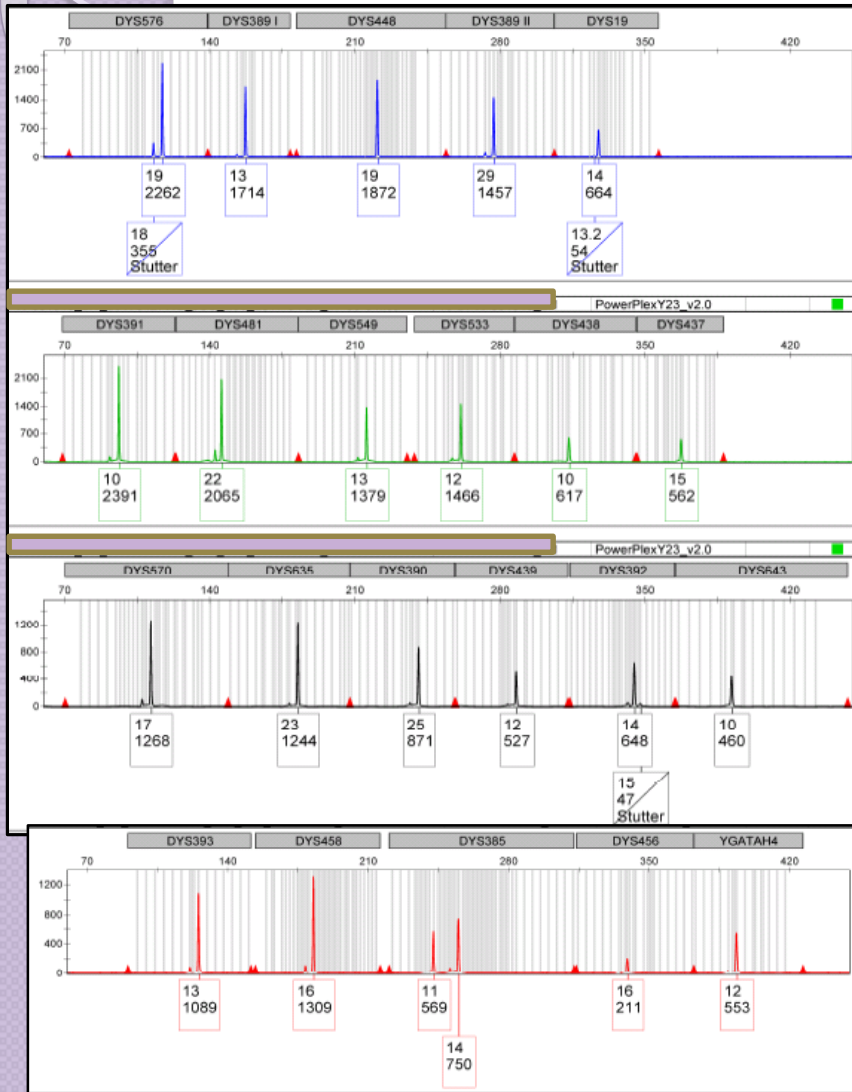 DYS576 DYS389 I DYS448 DYS389 II DYS19
70 140 210 280 350 420
2100
1400
700
0
19 13 19 29 14
2262 1714 1872 1457 664
18 13.2
355 54
Stutter Stutter
PowerPlexY23_v2.0
DYS391 DYS481 DYS549 DYS533 DYS438 DYS437
70 140 210 280 350 420
2100
1400
700
0
10 22 13 12 10 15
2391 2065 1379 1466 617 562
PowerPlexY23_v2.0
DYS570 DYS635 DYS390 DYS439 DYS392 DYS643
70 140 210 280 350 420
1200
800
400
0
17 23 25 12 14 10
1268 1244 871 527 648 460
15
47
Stutter
DYS393 DYS458 DYS385 DYS456 YGATAH4
70 140 210 280 350 420
1200
800
400
0
13 16 11 16 12
1089 1309 569 211 553
14
750